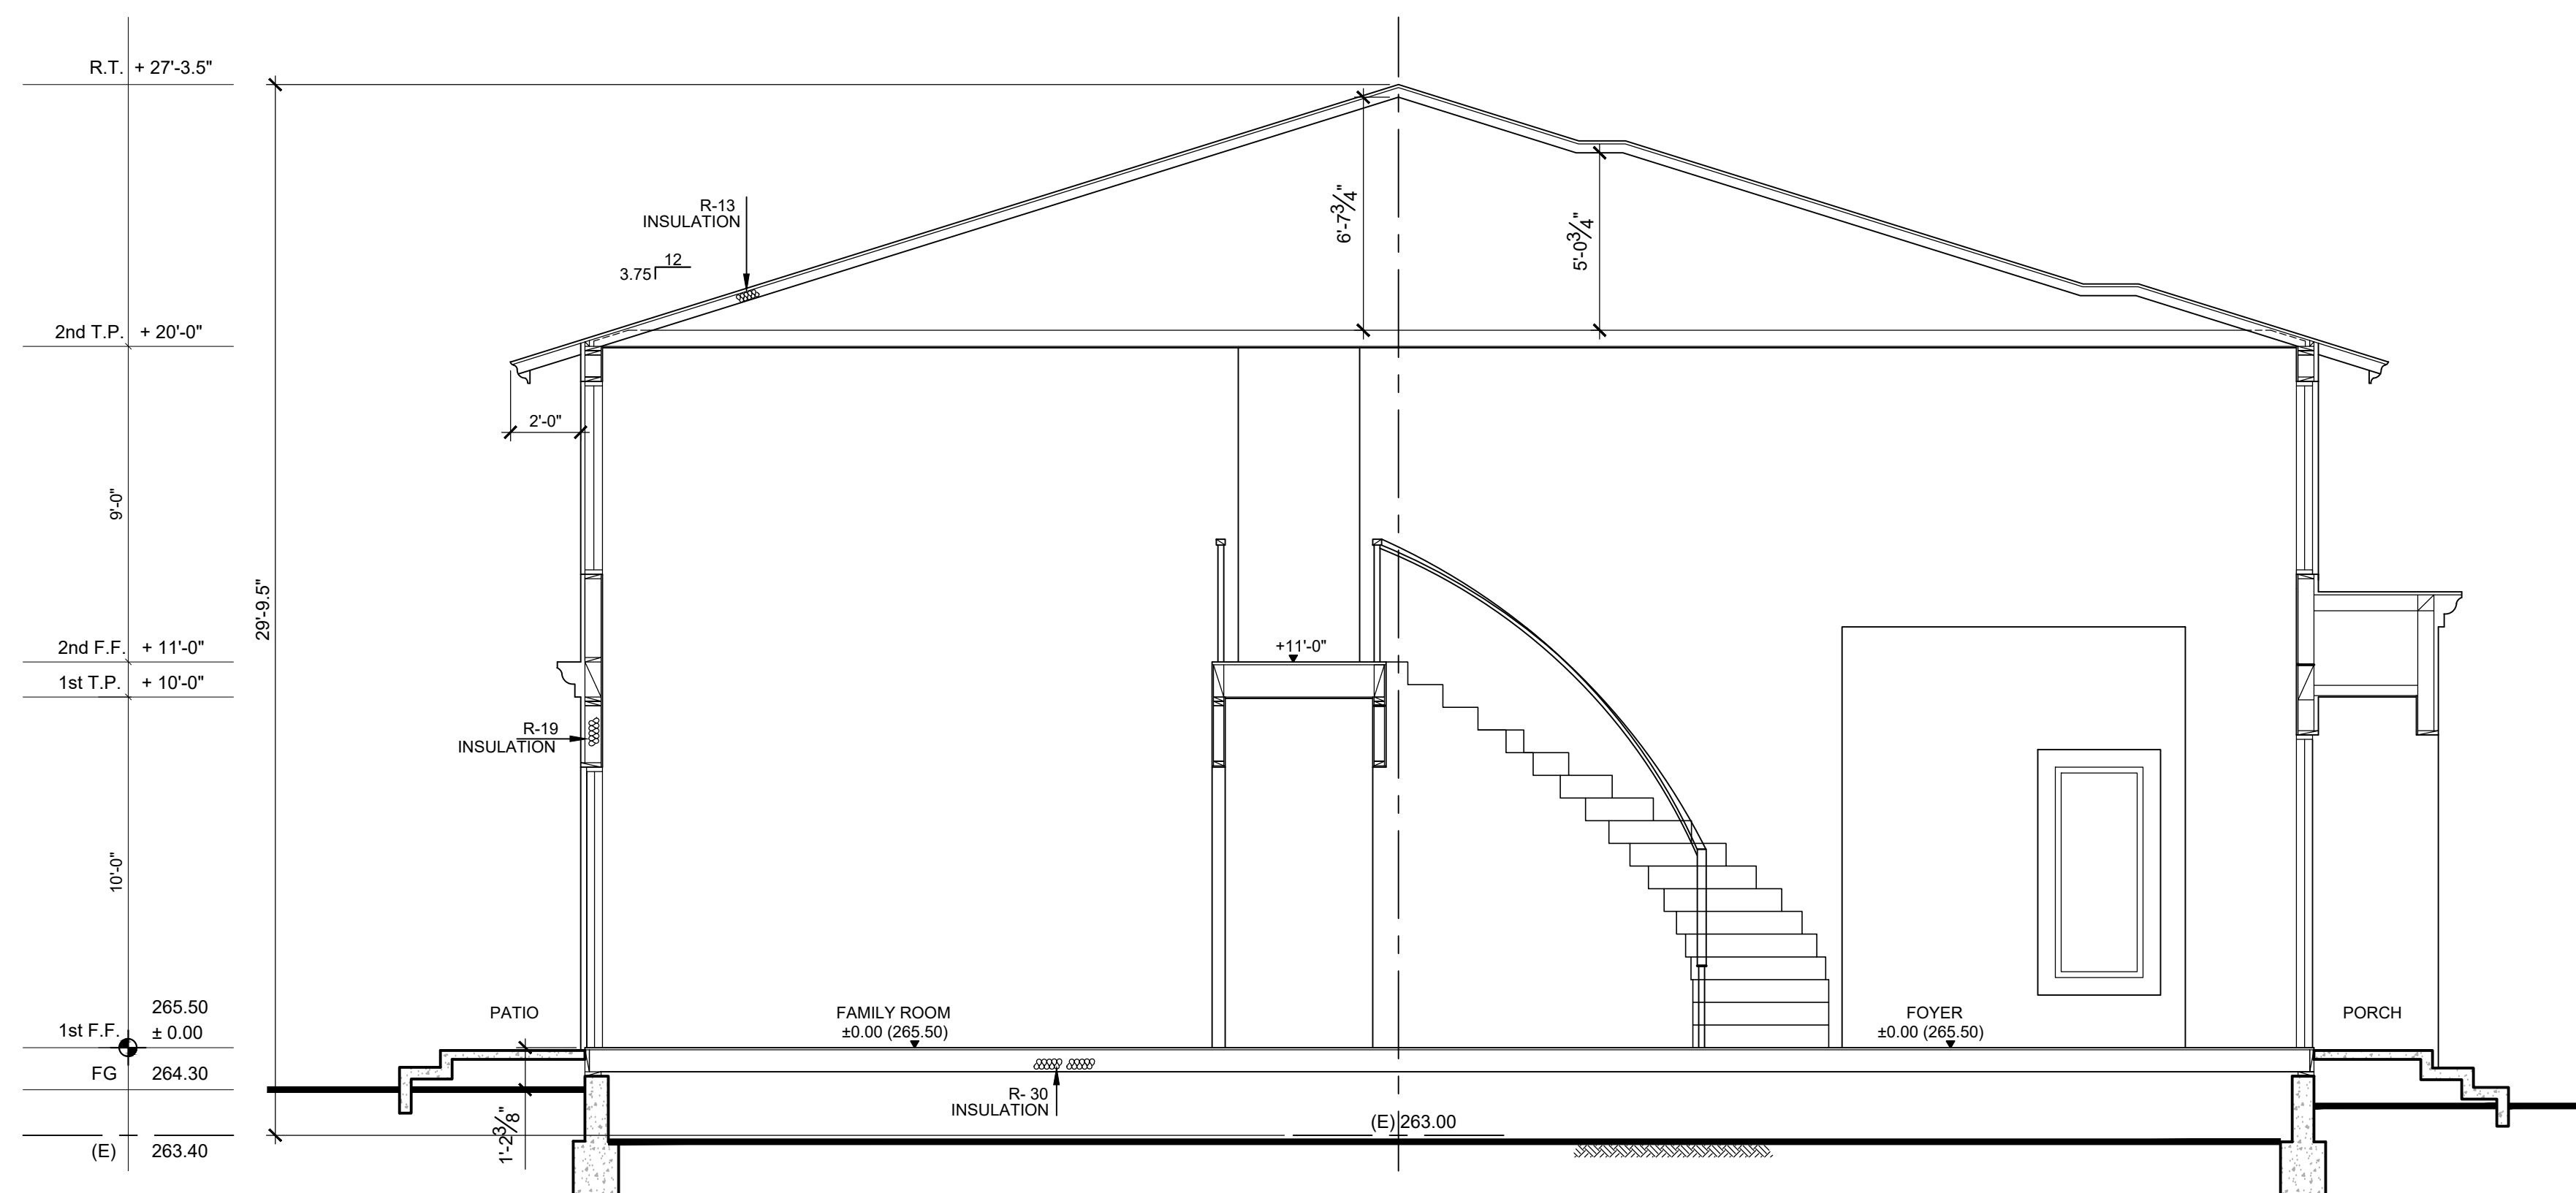 R.T. + 27'-3.5"
R-13
INSULATION
12
3.75
6'-7 3/4"
5'-0 3/4"
2nd T.P. + 20'-0"
2'-0"
9'-0"
29'-9.5"
2nd F.F. + 11'-0"
+11'-0"
1st T.P. + 10'-0"
R-19
INSULATION
10'-0"
265.50
1st F.F. ± 0.00
PATIO
FAMILY ROOM
±0.00 (265.50)
FOYER
±0.00 (265.50)
PORCH
FG 264.30
R- 30
INSULATION
1'-2 3/8"
(E) 263.00
(E) 263.40